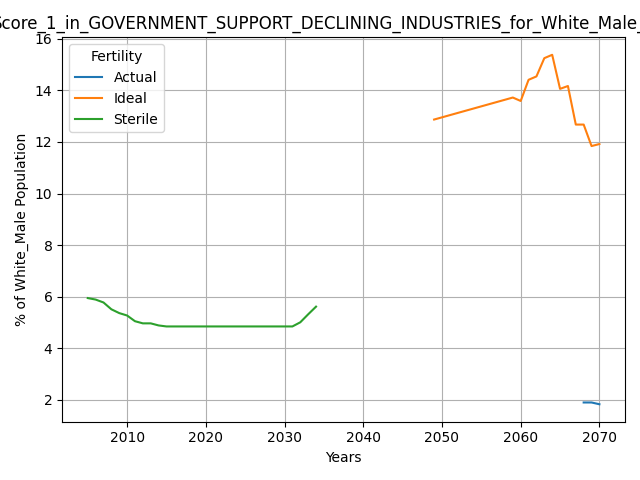 Score_1_in_GOVERNMENT_SUPPORT_DECLINING_INDUSTRIES_for_White_Male_
Fertility
Actual
Ideal
Sterile
% of White_Male Population
16
14
12
10
8
6
4
2
2010 2020 2030 2040 2050 2060 2070
Years